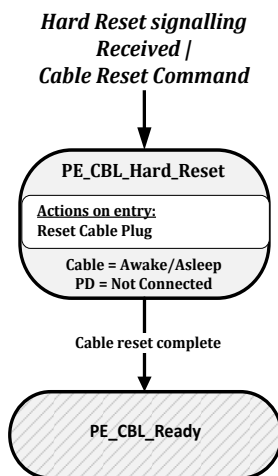 Hard Reset signalling
Received |
Cable Reset Command
PE_CBL_Hard_Reset
Actions on entry:
Reset Cable Plug
Cable = Awake/Asleep
PD = Not Connected
Cable reset complete
PE_CBL_Ready